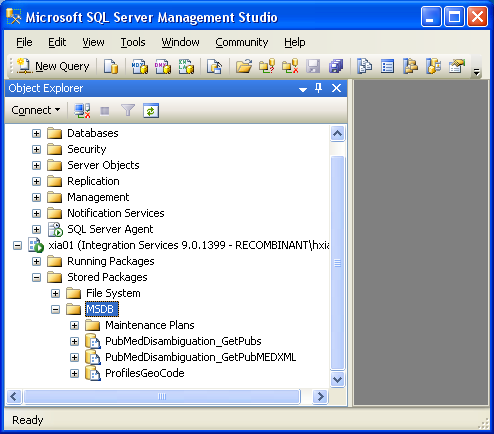 Microsoft SQL Server Management Studio
File Edit View Tools Window Community Help
New Query
Object Explorer
Connect
Databases
Security
Server Objects
Replication
Management
Notification Services
SQL Server Agent
xia01 (Integration Services 9.0.1399 - RECOMBINANT\hxia
Running Packages
Stored Packages
File System
MSDB
Maintenance Plans
PubMedDisambiguation_GetPubs
PubMedDisambiguation_GetPubMEDXML
ProfilesGeoCode
Ready